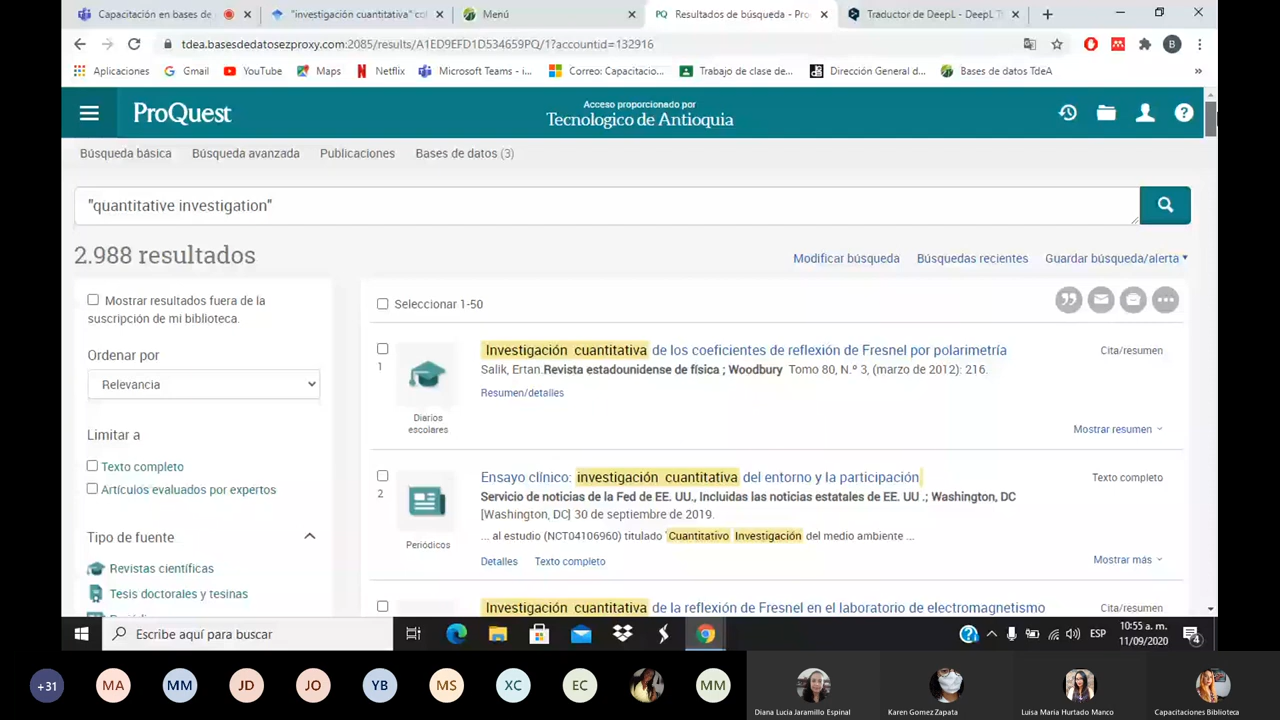 Capacitación en bases de
"investigación cuantitativa" col
Menú
PQ Resultados de búsqueda - Pro
Traductor de DeepL - DeepL T
tdea.basesdedatosezproxy.com:2085/results/A1ED9EFD1D534659PQ/1?accountid=132916
B
Aplicaciones
Gmail
YouTube
Maps
Netflix
Microsoft Teams - i...
Correo: Capacitacio...
Trabajo de clase de...
Dirección General d...
Bases de datos TdeA
»
ProQuest
Acceso proporcionado por
Tecnologico de Antioquia
Búsqueda básica
Búsqueda avanzada
Publicaciones
Bases de datos (3)
"quantitative investigation"
2.988 resultados
Modificar búsqueda
Búsquedas recientes
Guardar búsqueda/alerta
Mostrar resultados fuera de la
suscripción de mi biblioteca.
Ordenar por
Relevancia
Limitar a
Texto completo
Artículos evaluados por expertos
Tipo de fuente
Revistas científicas
Tesis doctorales y tesinas
Seleccionar 1-50
1
Diarios
escolares
Investigación cuantitativa de los coeficientes de reflexión de Fresnel por polarimetría
Salik, Ertan.Revista estadounidense de física ; Woodbury Tomo 80, N.º 3, (marzo de 2012): 216.
Resumen/detalles
Cita/resumen
Mostrar resumen
2
Periódicos
Ensayo clínico: investigación cuantitativa del entorno y la participación
Servicio de noticias de la Fed de EE. UU., Incluidas las noticias estatales de EE. UU .; Washington, DC
[Washington, DC] 30 de septiembre de 2019.
... al estudio (NCT04106960) titulado 'Cuantitativo Investigación del medio ambiente ...
Detalles
Texto completo
Texto completo
Mostrar más
Investigación cuantitativa de la reflexión de Fresnel en el laboratorio de electromagnetismo
Cita/resumen
Escribe aquí para buscar
ESP
10:55 a. m.
11/09/2020
4
+31
MA
MM
JD
JO
YB
MS
XC
EC
MM
Diana Lucia Jaramillo Espinal
Karen Gomez Zapata
Luisa Maria Hurtado Manco
Capacitaciones Biblioteca